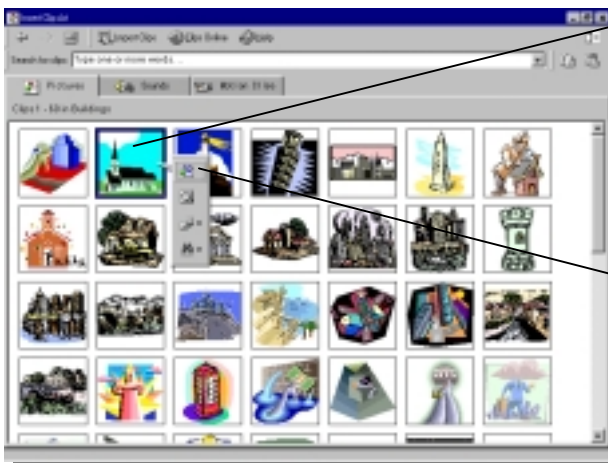 Insert ClipArt
Import Clips Clips Online Help
Search for clips: Type one or more words...
Pictures Sounds Motion Clips
Clips 1 - 60 in Buildings